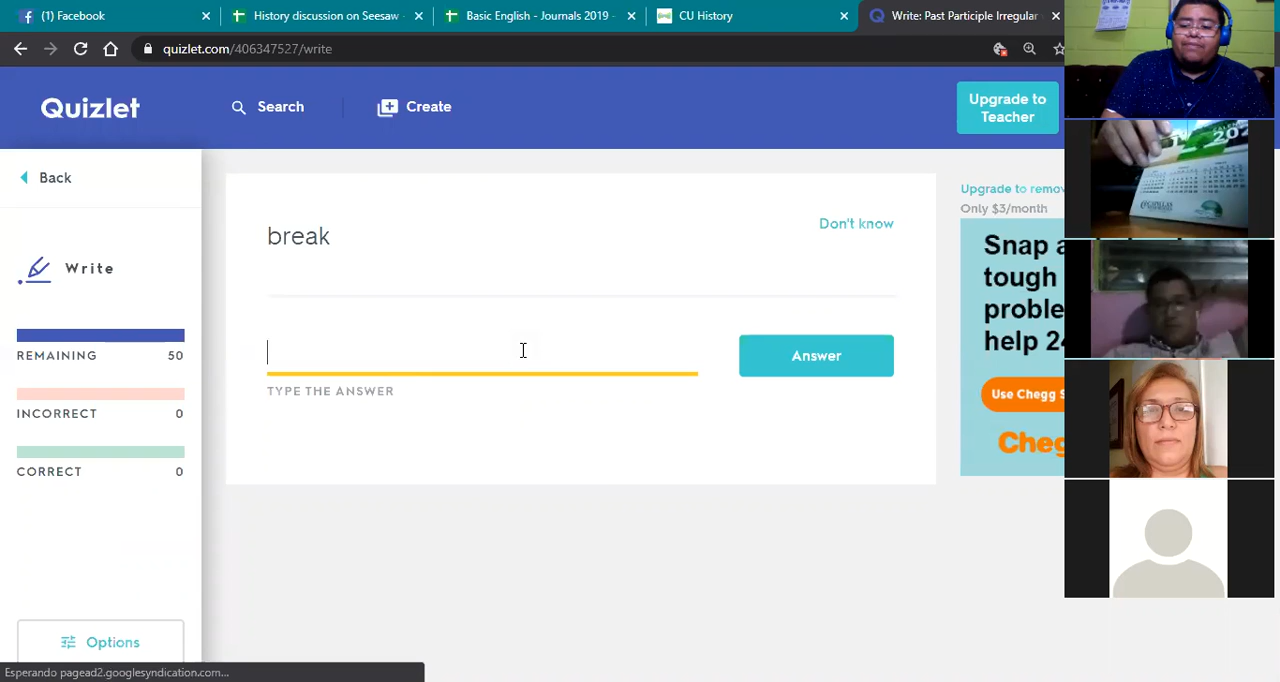 (1) Facebook
History discussion on Seesaw
Basic English - Journals 2019 -
CU History
Write: Past Participle Irregular
quizlet.com/406347527/write
Quizlet
Search
Create
Upgrade to
Teacher
Back
Write
REMAINING 50
INCORRECT 0
CORRECT 0
Options
break
Don't know
TYPE THE ANSWER
Answer
Upgrade to remov
Only $3/month
Snap a
tough
proble
help 24
Use Chegg S
Chegg
Esperando pagead2.googlesyndication.com...